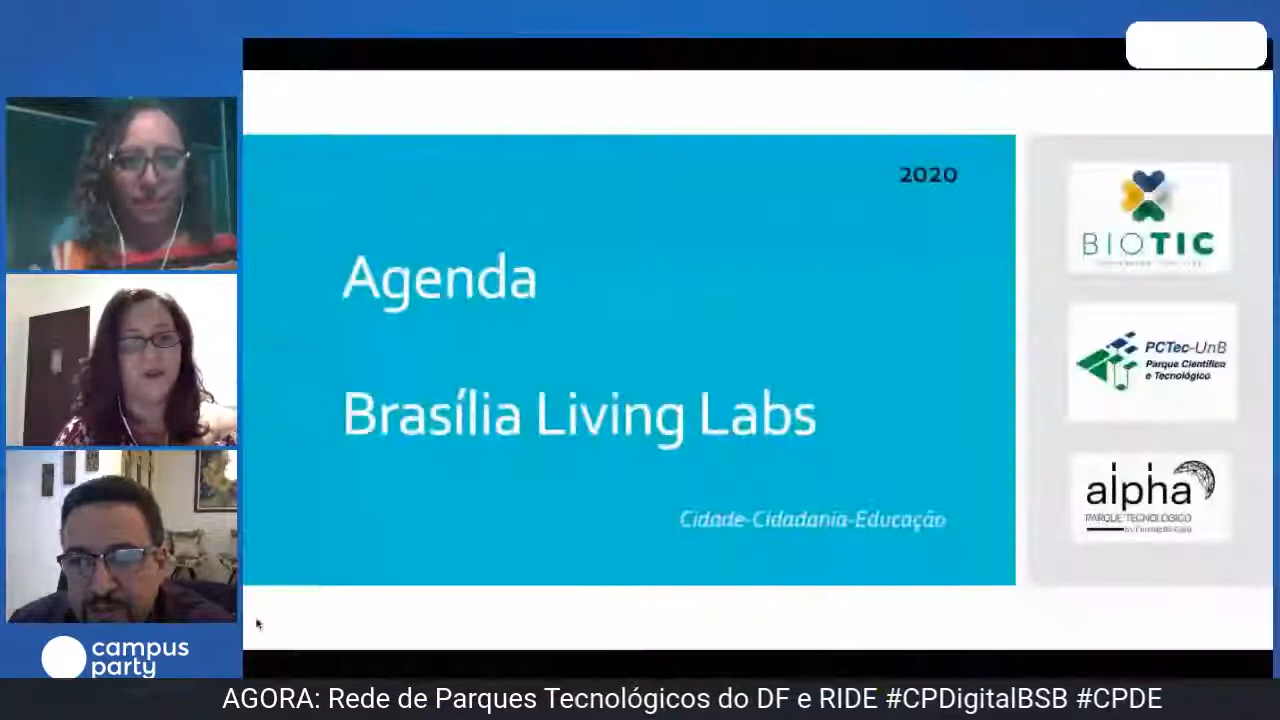 2020
Agenda
Brasília Living Labs
Cidade-Cidadania-Educação
BIOTIC
PCTec-UnB
Parque Científico
e Tecnológico
alpha
PARQUE TECNOLÓGICO
campus
party
AGORA: Rede de Parques Tecnológicos do DF e RIDE #CPDigitalBSB #CPDE